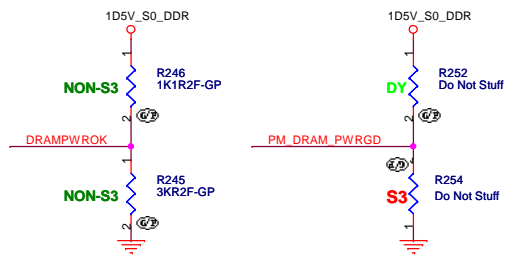 1D5V_S0_DDR
1
R246
1K1R2F-GP
NON-S3
2
G/P
DRAMPWROK
1
R245
3KR2F-GP
NON-S3
2
G/P
1D5V_S0_DDR
1
R252
Do Not Stuff
DY
2
G/P
PM_DRAM_PWRGD
R254
Do Not Stuff
S3
1